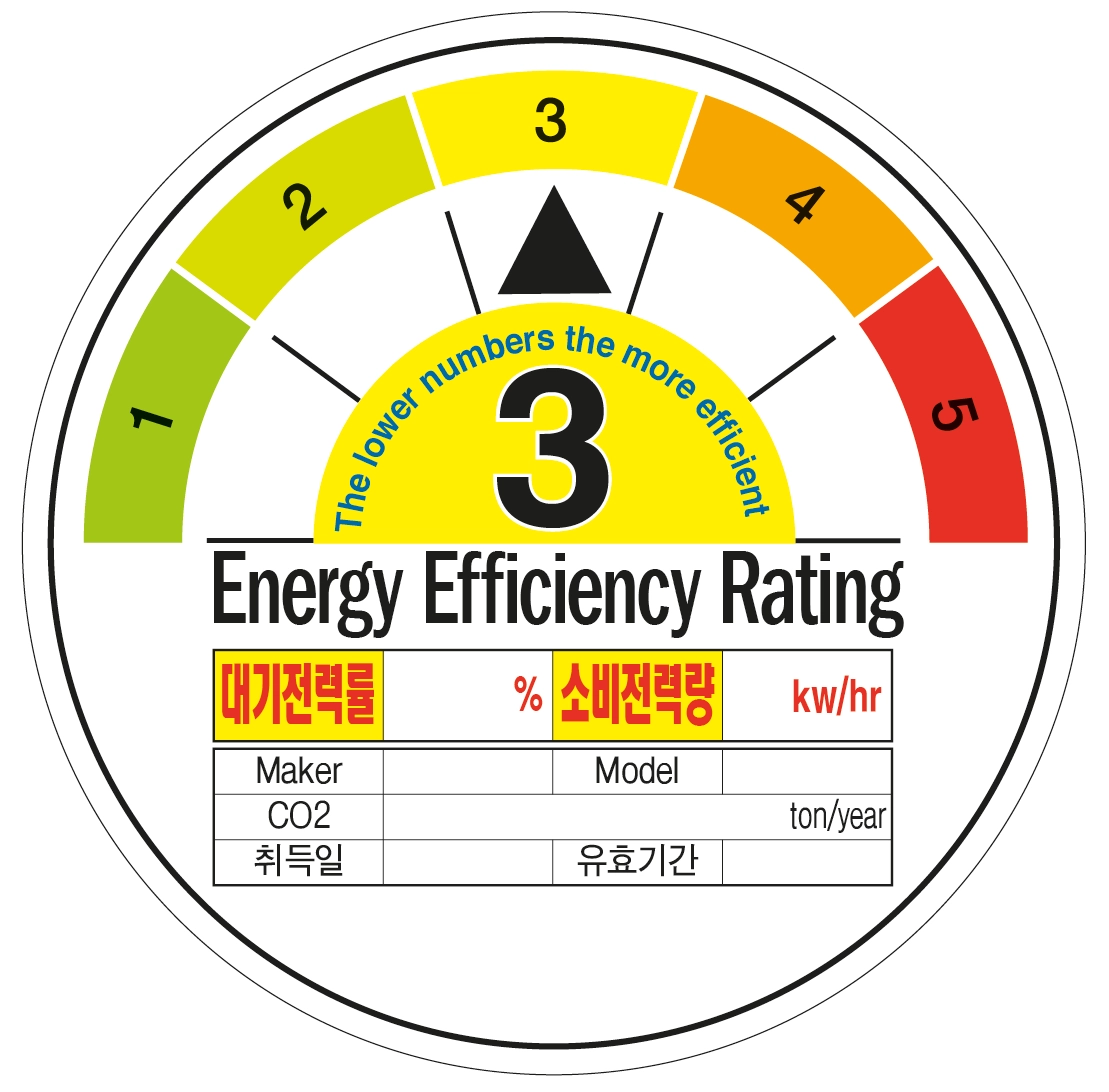 1
2
3
4
5
The lower numbers the more efficient
3
Energy Efficiency Rating
대기전력률 % 소비전력량 kw/hr
Maker Model
CO2 ton/year
취득일 유효기간